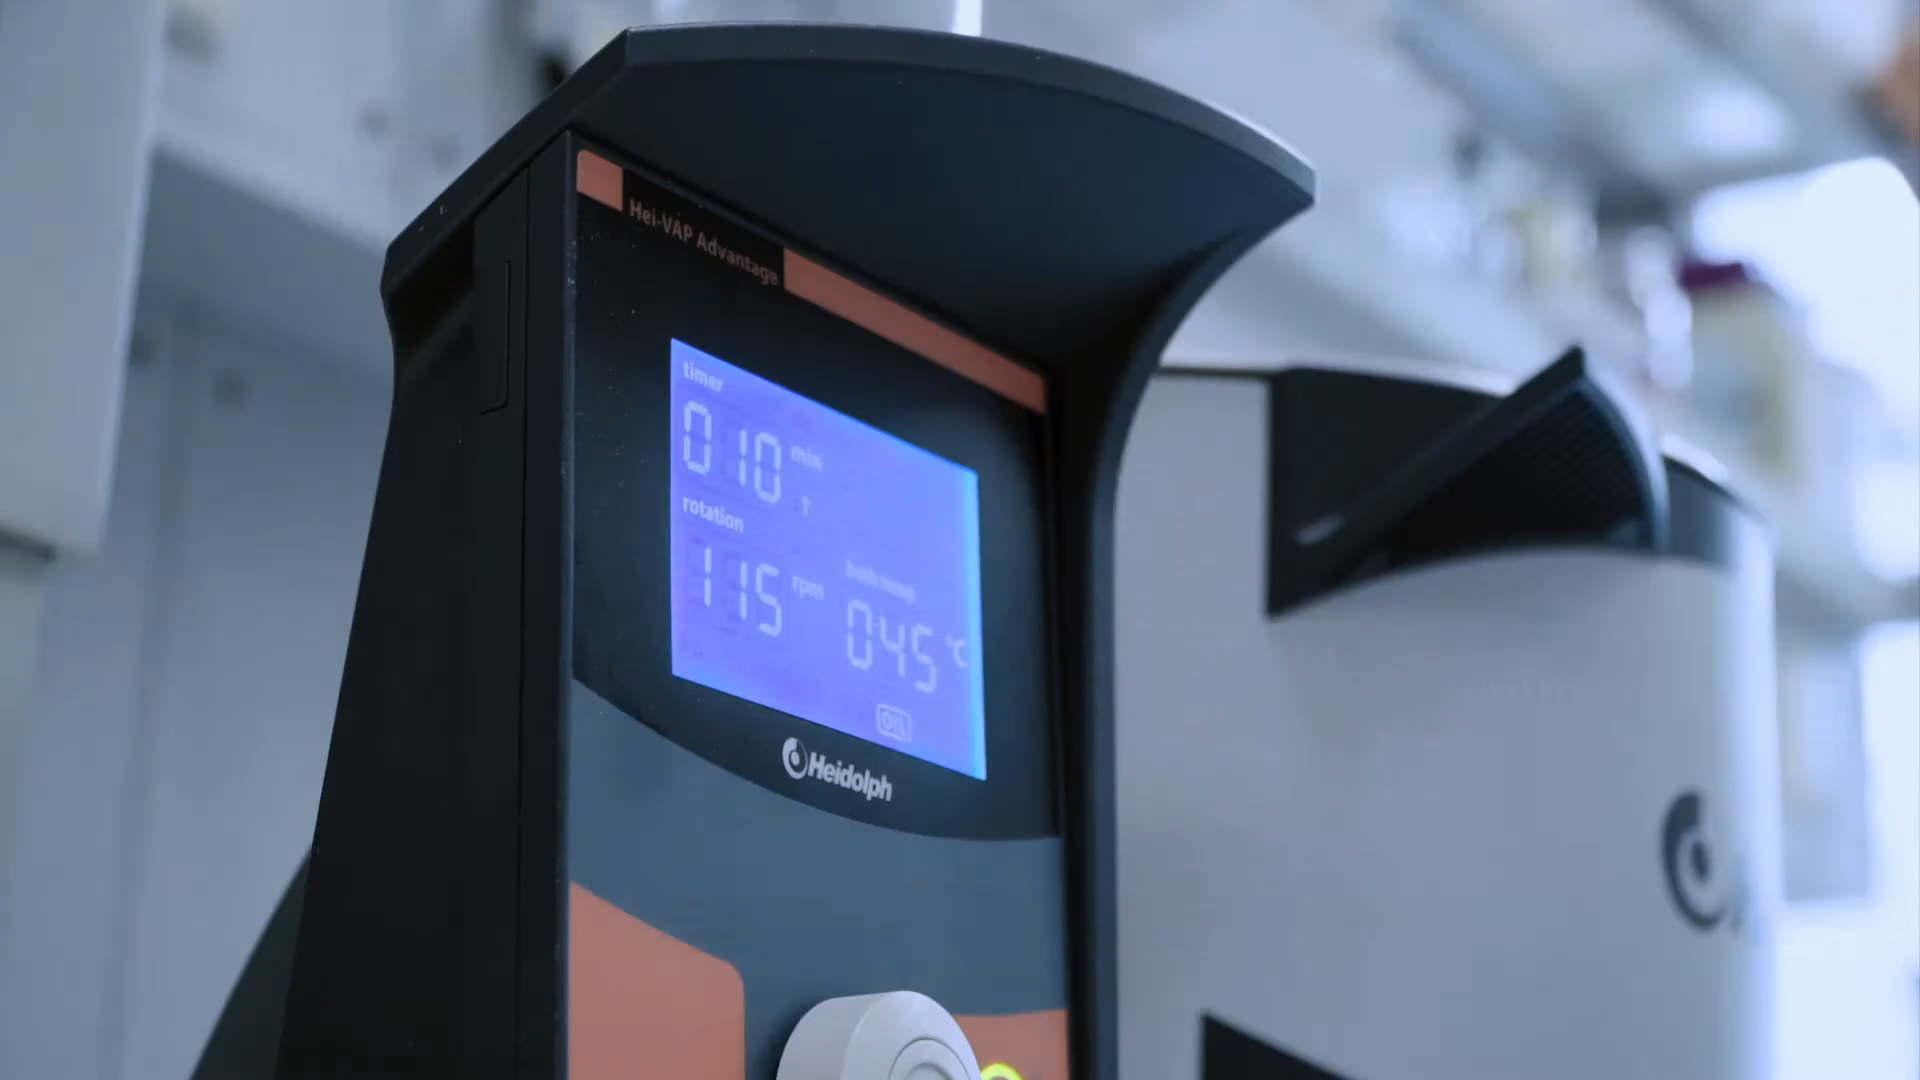 Hei-VAP Advantage
timer
010 min
↑
rotation
115 rpm
bath temp
045 °C
OIL
Heidolph